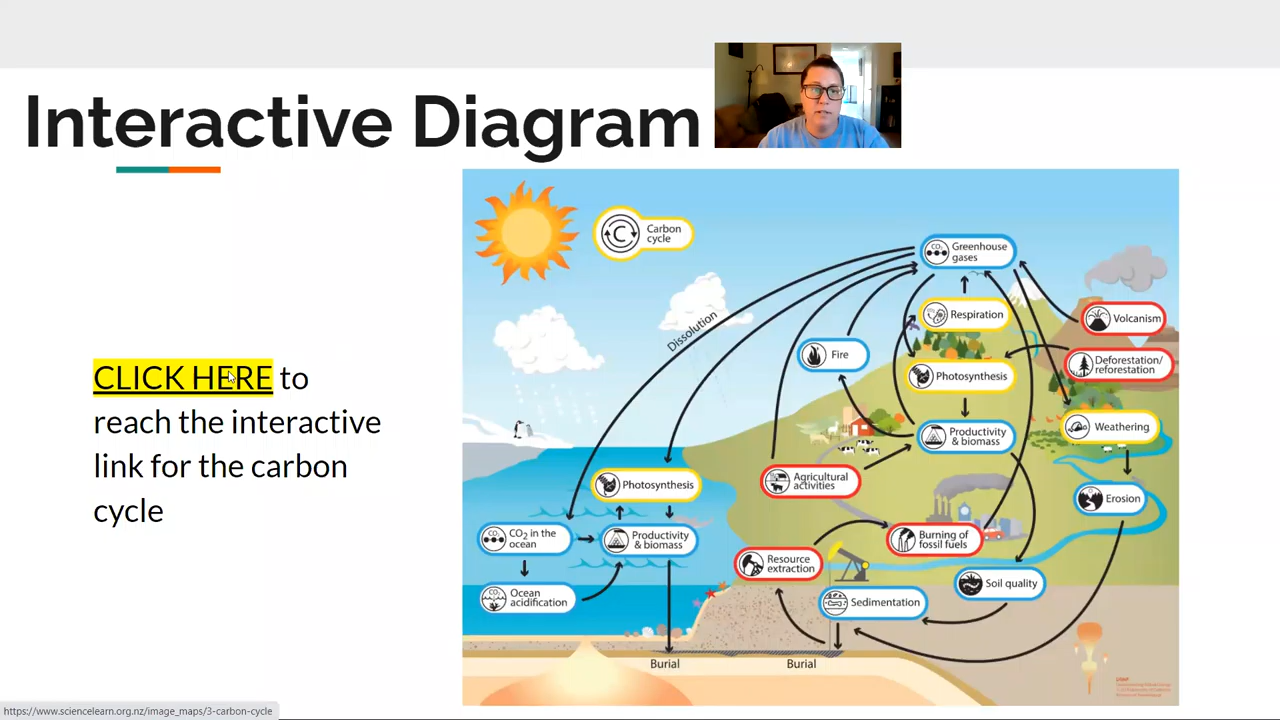 Interactive Diagram
CLICK HERE to
reach the interactive
link for the carbon
cycle
Carbon
cycle
CO₂
Greenhouse
gases
Respiration
Volcanism
Dissolution
Fire
Deforestation/
reforestation
Photosynthesis
Weathering
Productivity
& biomass
Agricultural
activities
Photosynthesis
Erosion
CO₂ in the
ocean
Productivity
& biomass
Burning of
fossil fuels
Resource
extraction
Soil quality
Ocean
acidification
Sedimentation
Burial
Burial
https://www.sciencelearn.org.nz/image_maps/3-carbon-cycle